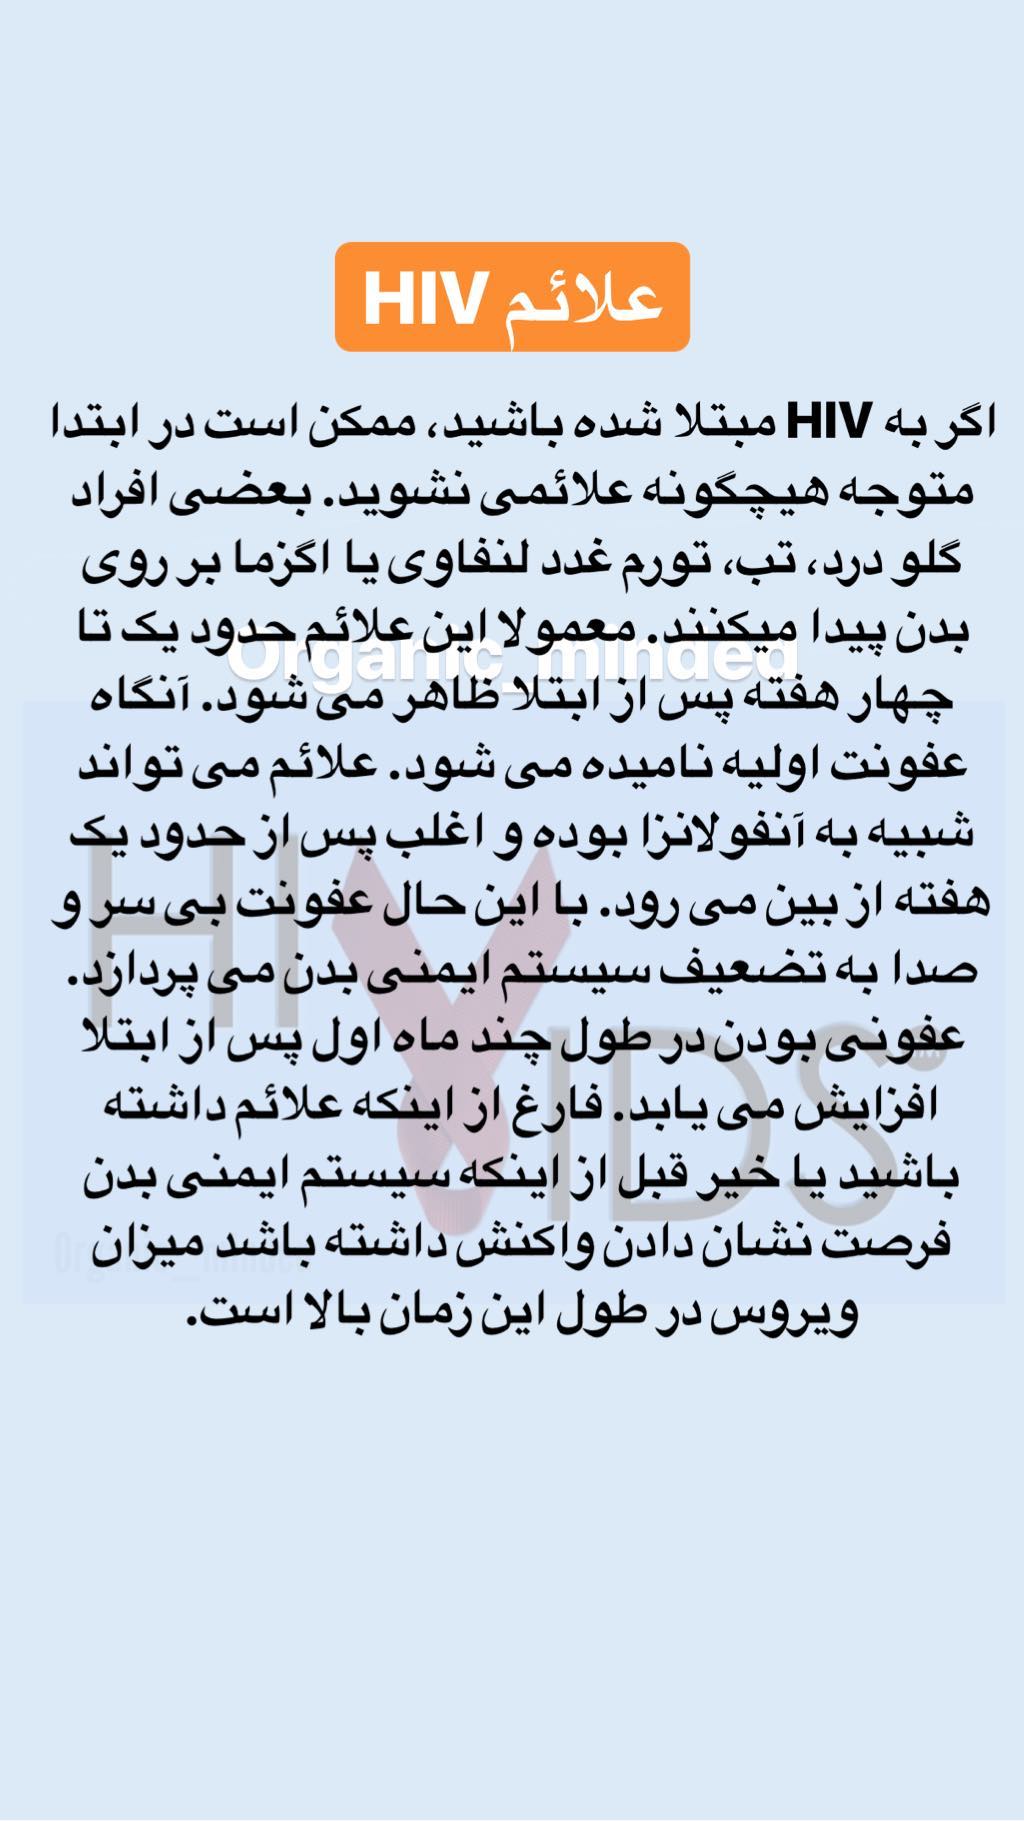 علائم HIV
اگر به HIV مبتلا شده باشید، ممکن است در ابتدا
متوجه هیچگونه علائمی نشوید. بعضی افراد
گلو درد، تب، تورم غدد لنفاوی یا اگزما بر روی
بدن پیدا میکنند. معمولا این علائم حدود یک تا
Organic_minded
چهار هفته پس از ابتلا ظاهر می شود. آنگاه
عفونت اولیه نامیده می شود. علائم می تواند
شبیه به آنفولانزا بوده و اغلب پس از حدود یک
هفته از بین می رود. با این حال عفونت بی سر و
صدا به تضعیف سیستم ایمنی بدن می پردازد.
عفونی بودن در طول چند ماه اول پس از ابتلا
افزایش می یابد. فارغ از اینکه علائم داشته
باشید یا خیر قبل از اینکه سیستم ایمنی بدن
فرصت نشان دادن واکنش داشته باشد میزان
ویروس در طول این زمان بالا است.
HIV
AIDS
Organic_minded